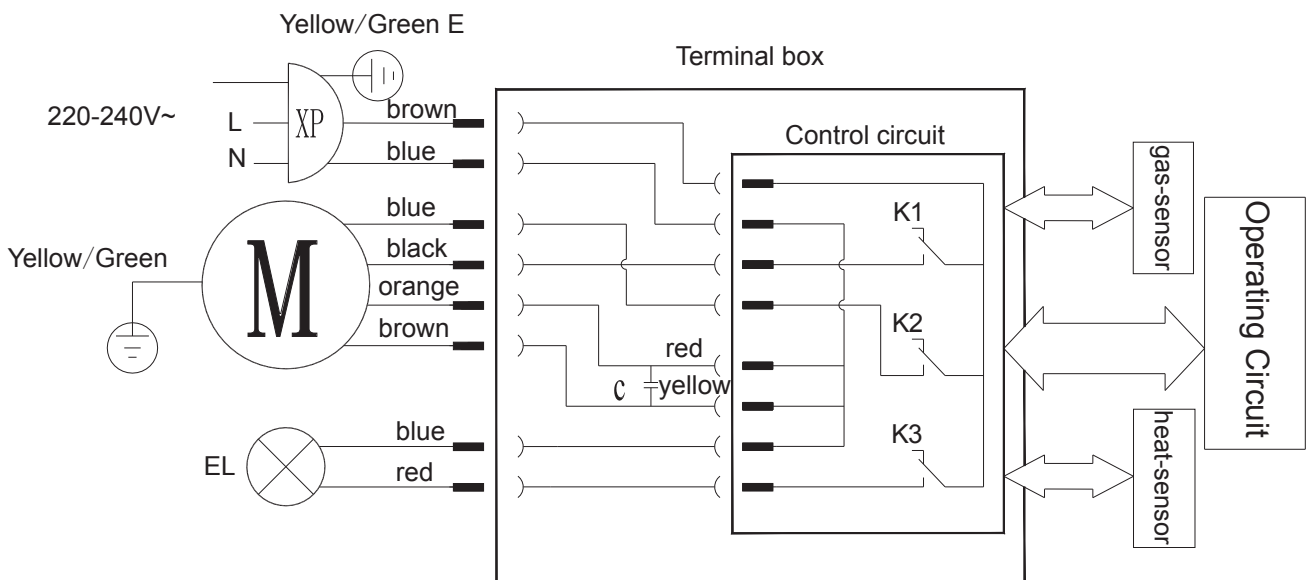 Yellow/Green E
Terminal box
220-240V~
L
N
XP
brown
blue
Control circuit
gas-sensor
Operating Circuit
heat-sensor
Yellow/Green
M
blue
black
orange
brown
K1
K2
K3
red
C
yellow
EL
blue
red